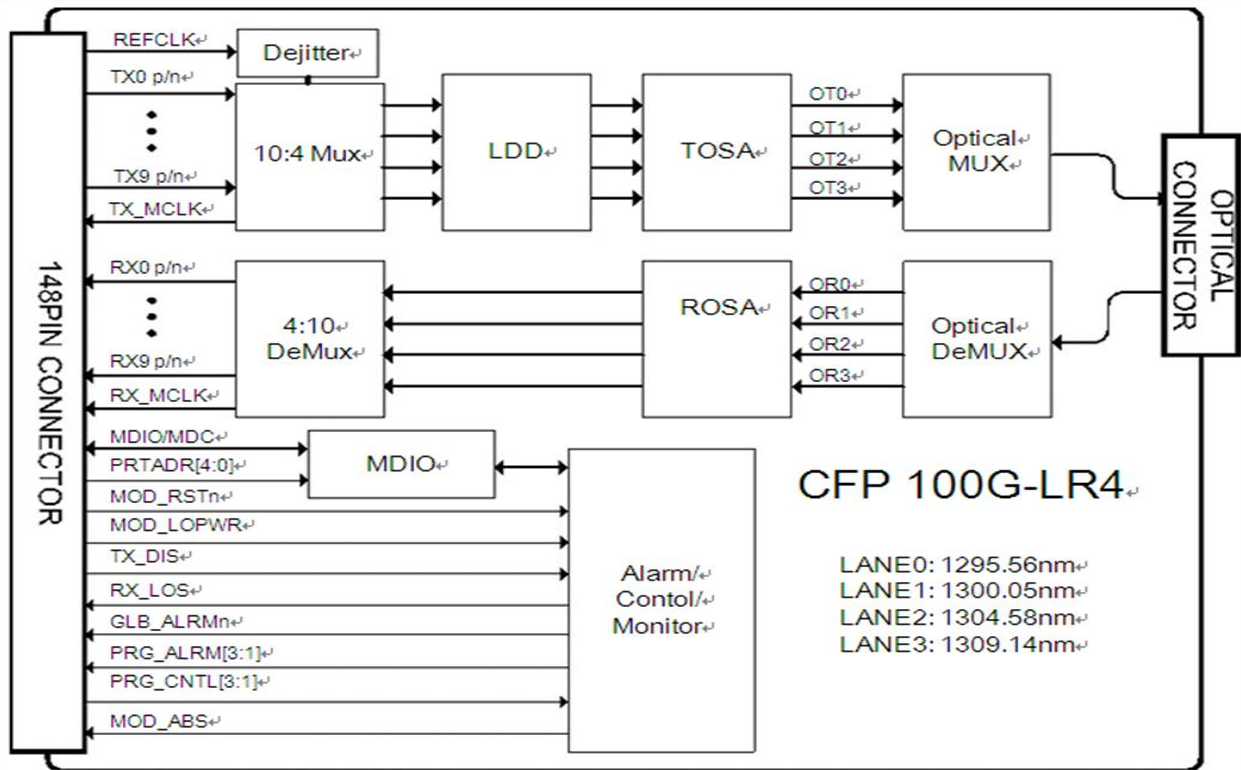 REFCLK
Dejitter
TX0 p/n
TX9 p/n
TX_MCLK
10:4 Mux
LDD
TOSA
OT0
OT1
OT2
OT3
Optical
MUX
OPTICAL
CONNECTOR
148PIN CONNECTOR
RX0 p/n
RX9 p/n
RX_MCLK
4:10
DeMux
ROSA
OR0
OR1
OR2
OR3
Optical
DeMUX
MDIO/MDC
PRTADR[4:0]
MDIO
MOD_RSTn
MOD_LOPWR
TX_DIS
RX_LOS
GLB_ALRMn
PRG_ALRM[3:1]
PRG_CNTL[3:1]
MOD_ABS
Alarm/
Contol/
Monitor
CFP 100G-LR4
LANE0: 1295.56nm
LANE1: 1300.05nm
LANE2: 1304.58nm
LANE3: 1309.14nm